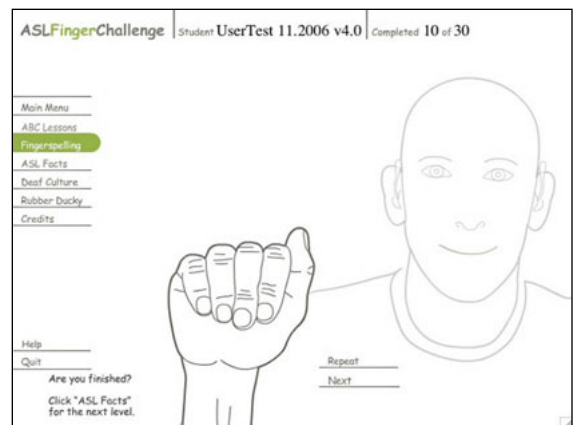 ASLFingerChallenge Student UserTest 11.2006 v4.0 Completed 10 of 30
Main Menu
ABC Lessons
Fingerspelling
ASL Facts
Deaf Culture
Rubber Ducky
Credits
Help
Quit
Repeat
Next
Are you finished?
Click "ASL Facts"
for the next level.